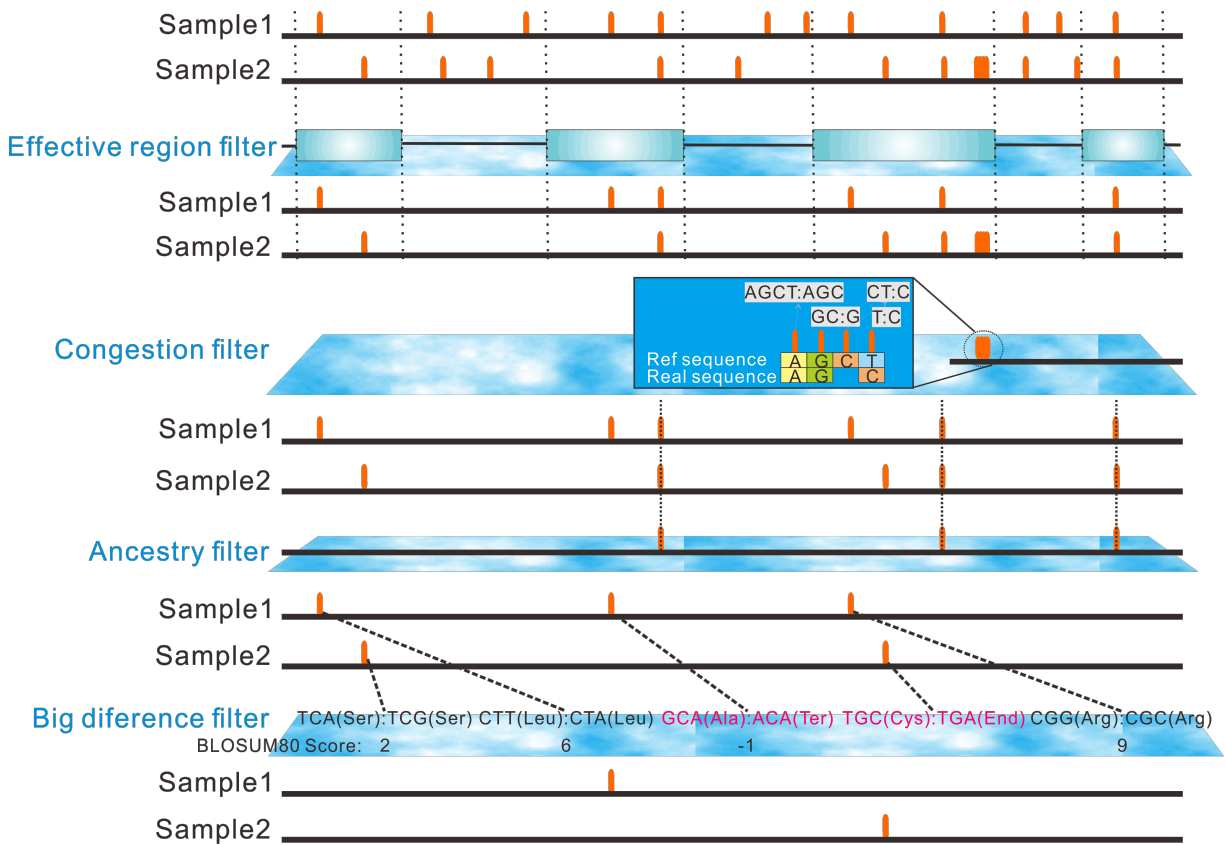 Sample1
Sample2
Effective region filter
Sample1
Sample2
AGCT:AGC CT:C
GC:G T:C
Congestion filter
Ref sequence A G C T
Real sequence A G C
Sample1
Sample2
Ancestry filter
Sample1
Sample2
Big diference filter TCA(Ser):TCG(Ser) CTT(Leu):CTA(Leu) GCA(Ala):ACA(Ter) TGC(Cys):TGA(End) CGG(Arg):CGC(Arg)
BLOSUM80 Score: 2 6 -1 9
Sample1
Sample2